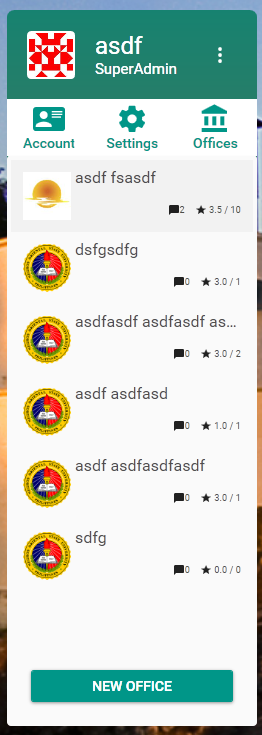 asdf
SuperAdmin
Account Settings Offices
asdf fsasdf
2 3.5 / 10
dsfgsdfg
0 3.0 / 1
asdfasdf asdfasdf as...
0 3.0 / 2
asdf asdfasd
0 1.0 / 1
asdf asdfasdfasdf
0 3.0 / 1
sdfg
0 0.0 / 0
NEW OFFICE